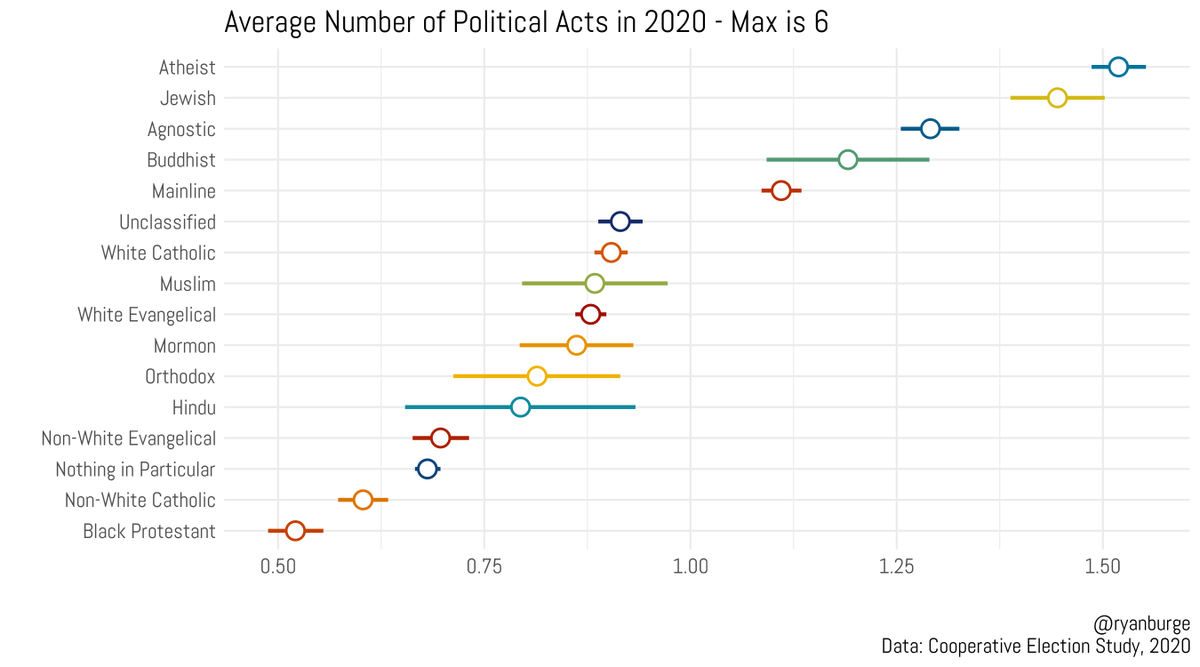 Average Number of Political Acts in 2020 - Max is 6
Atheist
Jewish
Agnostic
Buddhist
Mainline
Unclassified
White Catholic
Muslim
White Evangelical
Mormon
Orthodox
Hindu
Non-White Evangelical
Nothing in Particular
Non-White Catholic
Black Protestant
0.50 0.75 1.00 1.25 1.50
@ryanburge
Data: Cooperative Election Study, 2020